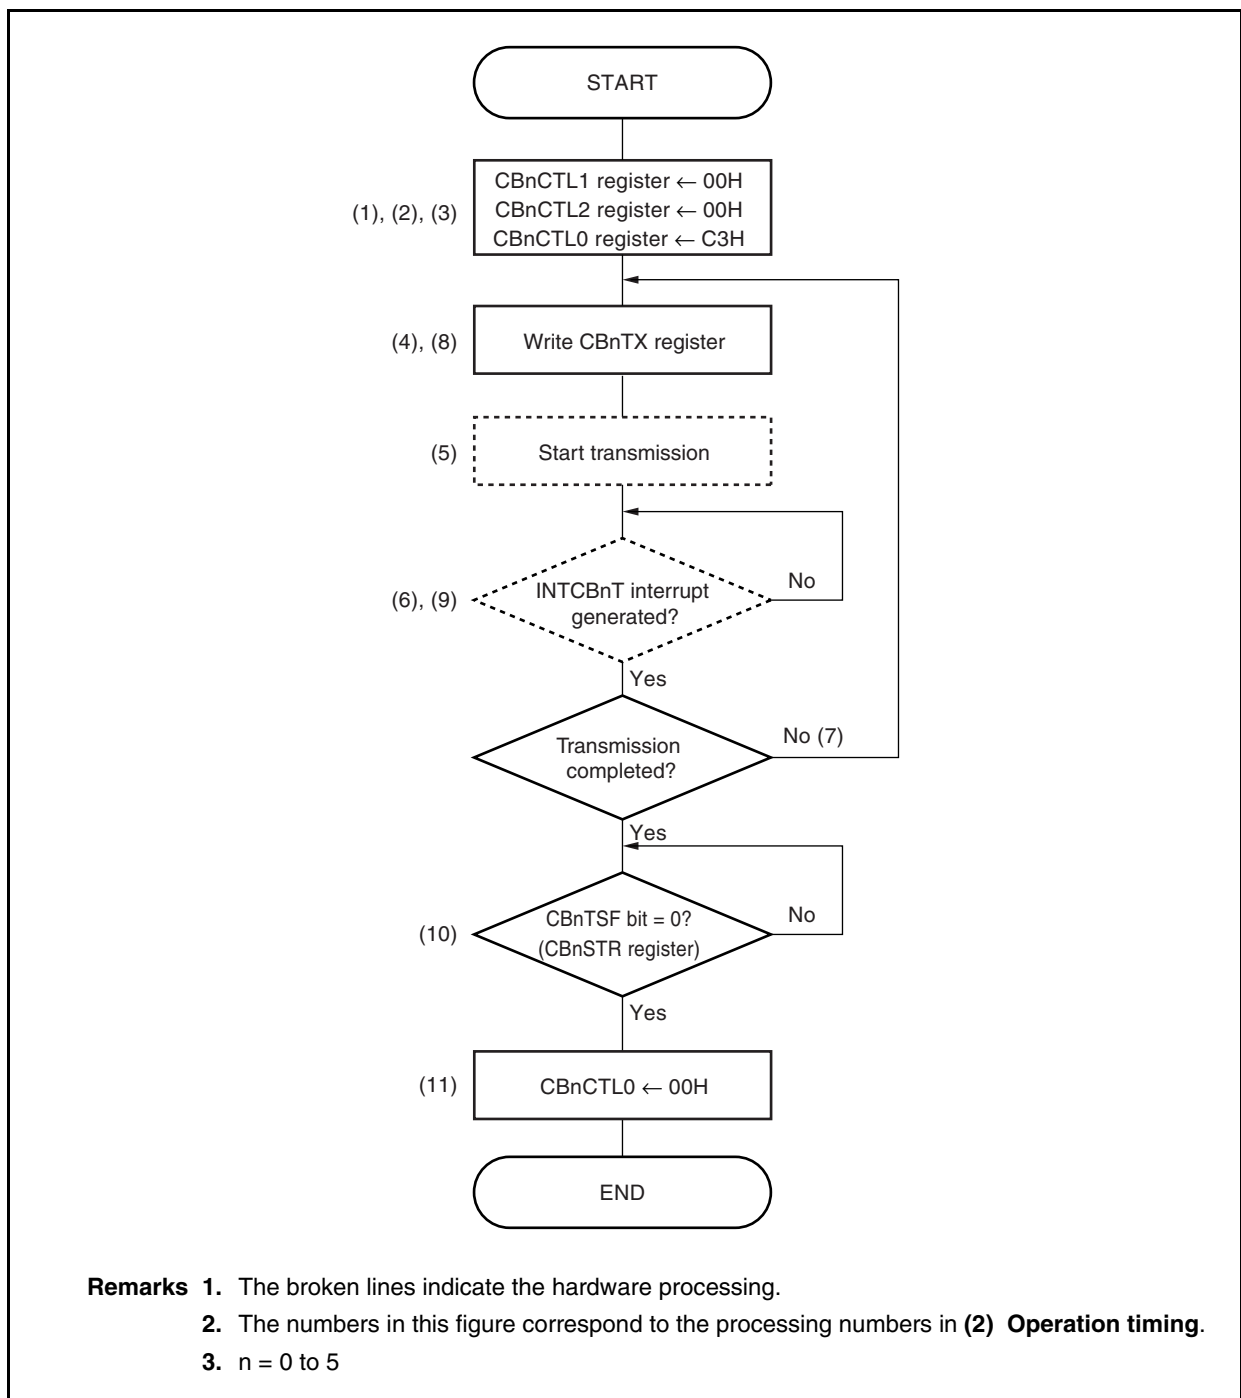 START
CBnCTL1 register ← 00H
CBnCTL2 register ← 00H
(1), (2), (3)
CBnCTL0 register ← C3H
(4), (8)
Write CBnTX register
(5)
Start transmission
INTCBnT interrupt
generated?
(6), (9)
No
Yes
Transmission
completed?
No (7)
Yes
CBnTSF bit = 0?
(CBnSTR register)
(10)
No
Yes
(11)
CBnCTL0 ← 00H
END
Remarks 1. The broken lines indicate the hardware processing.
2. The numbers in this figure correspond to the processing numbers in (2) Operation timing.
3. n = 0 to 5